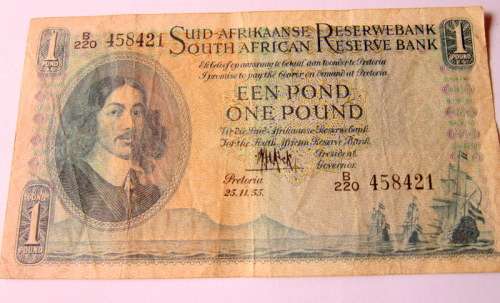 B/220 458421
SUID-AFRIKAANSE RESERWEBANK
SOUTH AFRICAN RESERVE BANK
1 POND
1
Ek beloof op aanvraag te betaal aan toonder te Pretoria
I promise to pay the bearer on demand at Pretoria
EEN POND
ONE POUND
Vir die Suid-Afrikaanse Reserwebank
For the South African Reserve Bank
President.
Governor.
Pretoria
25.11.55.
B/220 458421
1 POUND